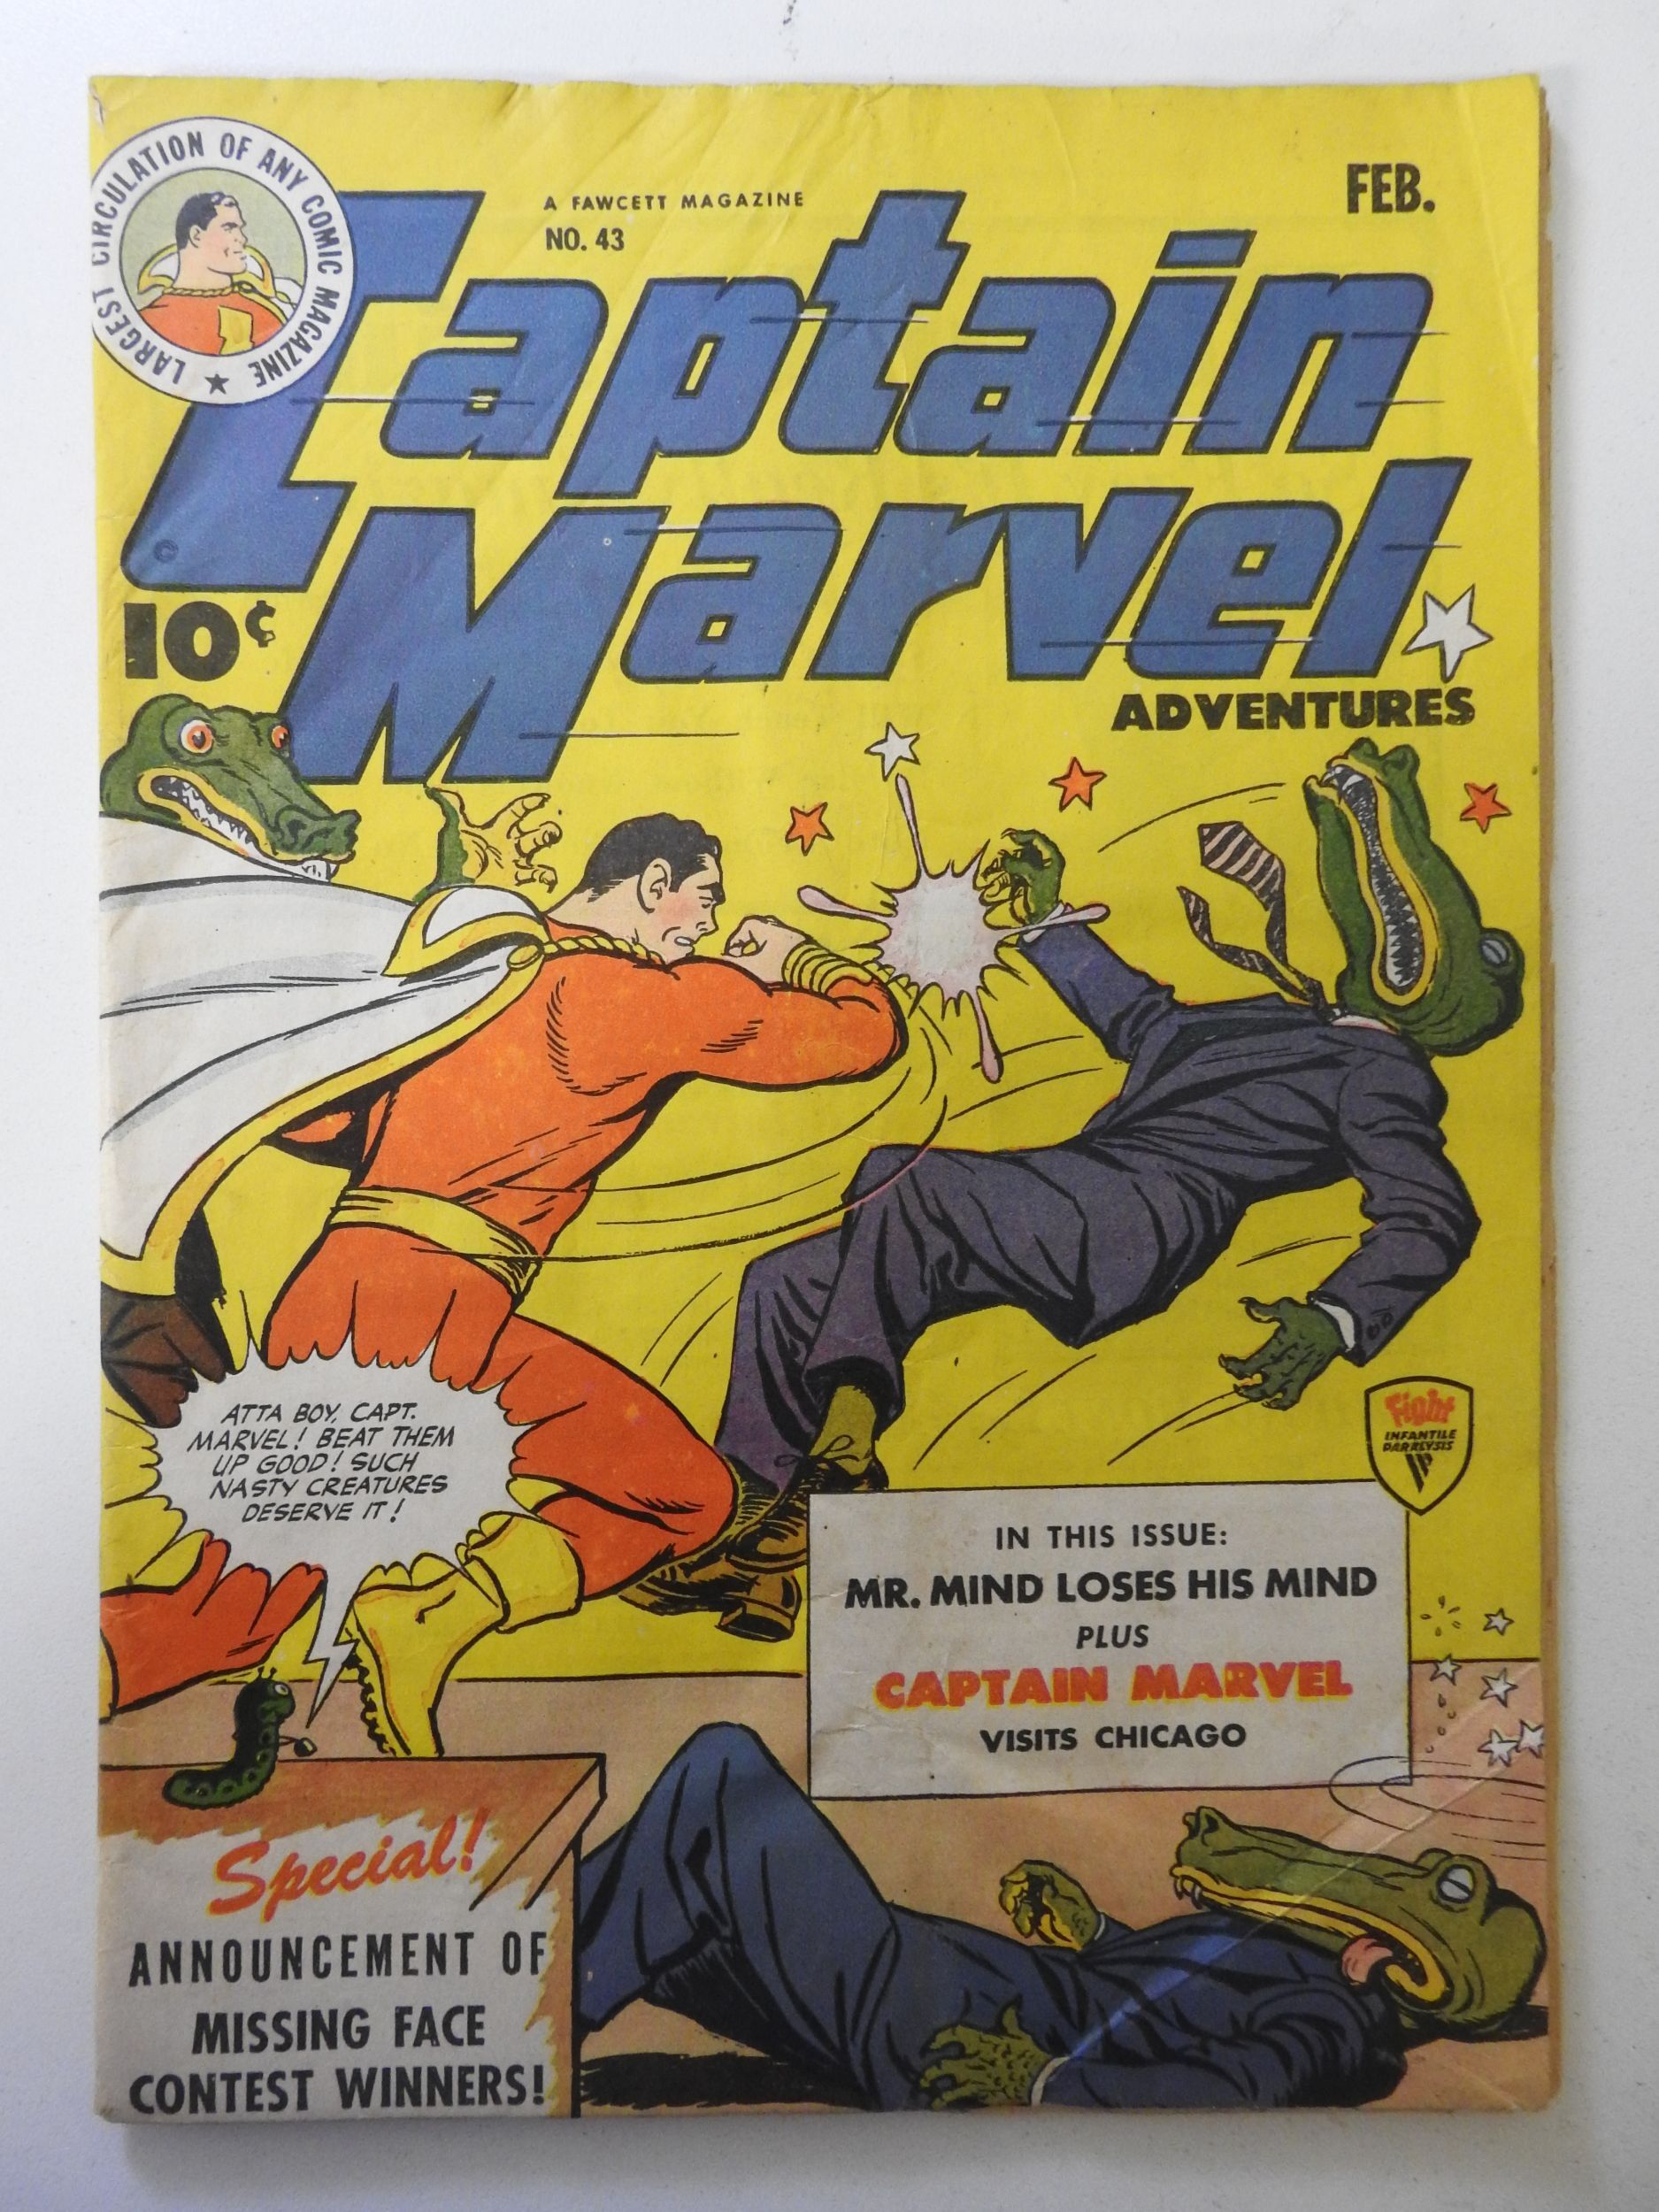 LARGEST CIRCULATION OF ANY COMIC MAGAZINE ★
A FAWCETT MAGAZINE
NO. 43
FEB.
Captain
Marvel
©
10¢
ADVENTURES
ATTA BOY, CAPT.
MARVEL! BEAT THEM
UP GOOD! SUCH
NASTY CREATURES
DESERVE IT!
Fight
INFANTILE
PARALYSIS
IN THIS ISSUE:
MR. MIND LOSES HIS MIND
PLUS
CAPTAIN MARVEL
VISITS CHICAGO
Special!
ANNOUNCEMENT OF
MISSING FACE
CONTEST WINNERS!